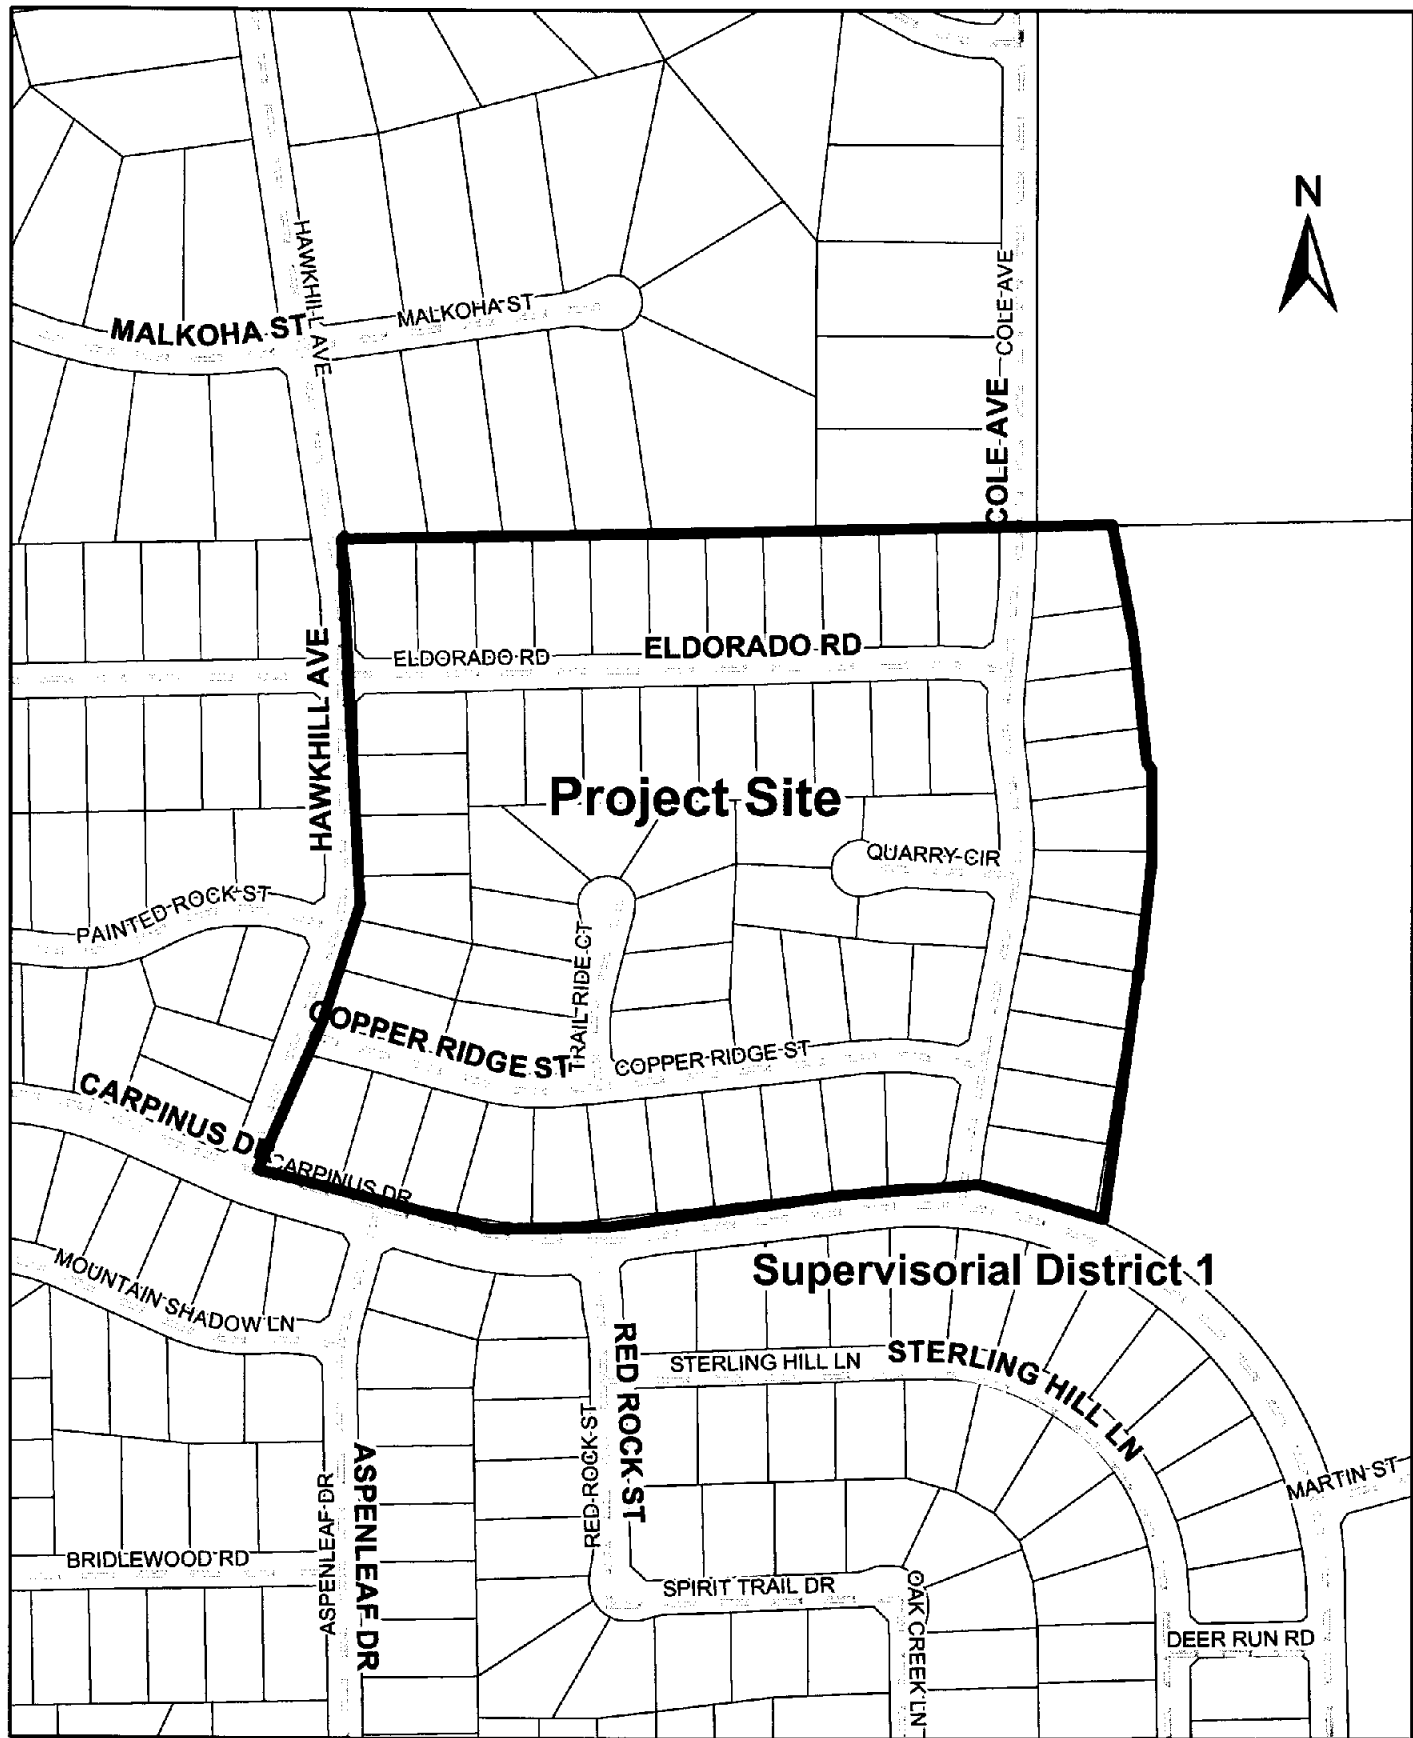 N
HAWKHILL AVE
COLE AVE
MALKOHA ST
MALKOHA ST
COLE AVE
ELDORADO RD
ELDORADO RD
HAWKHILL AVE
Project Site
QUARRY CIR
PAINTED ROCK ST
TRAIL RIDE CT
COPPER RIDGE ST
COPPER RIDGE ST
CARPINUS DR
CARPINUS DR
MOUNTAIN SHADOW LN
Supervisorial District 1
RED ROCK ST
STERLING HILL LN
STERLING HILL LN
RED ROCK ST
ASPENLEAF DR
ASPENLEAF DR
MARTIN ST
BRIDLEWOOD RD
SPIRIT TRAIL DR
OAK CREEK LN
DEER RUN RD